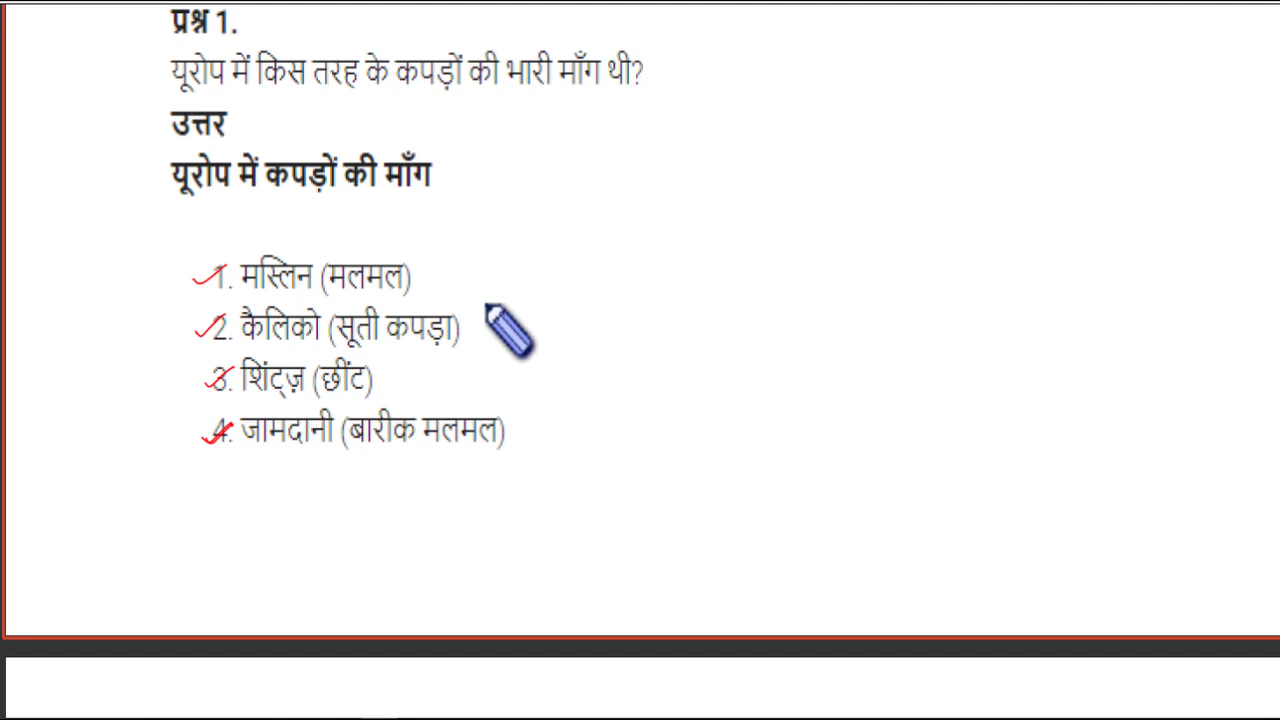 प्रश्न 1.
यूरोप में किस तरह के कपड़ों की भारी माँग थी?
उत्तर
यूरोप में कपड़ों की माँग
1. मस्लिन (मलमल)
2. कैलिको (सूती कपड़ा)
3. शिंट्ज़ (छींट)
4. जामदानी (बारीक मलमल)